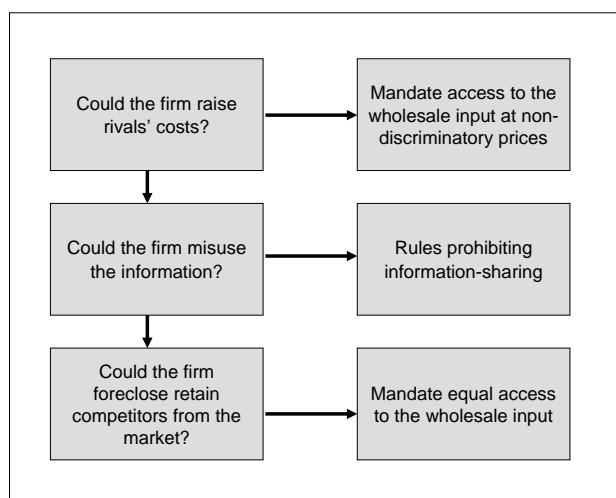 Could the firm raise
rivals’ costs?
Mandate access to the
wholesale input at non-
discriminatory prices
Could the firm misuse
the information?
Rules prohibiting
information-sharing
Could the firm
foreclose retain
competitors from the
market?
Mandate equal access
to the wholesale input